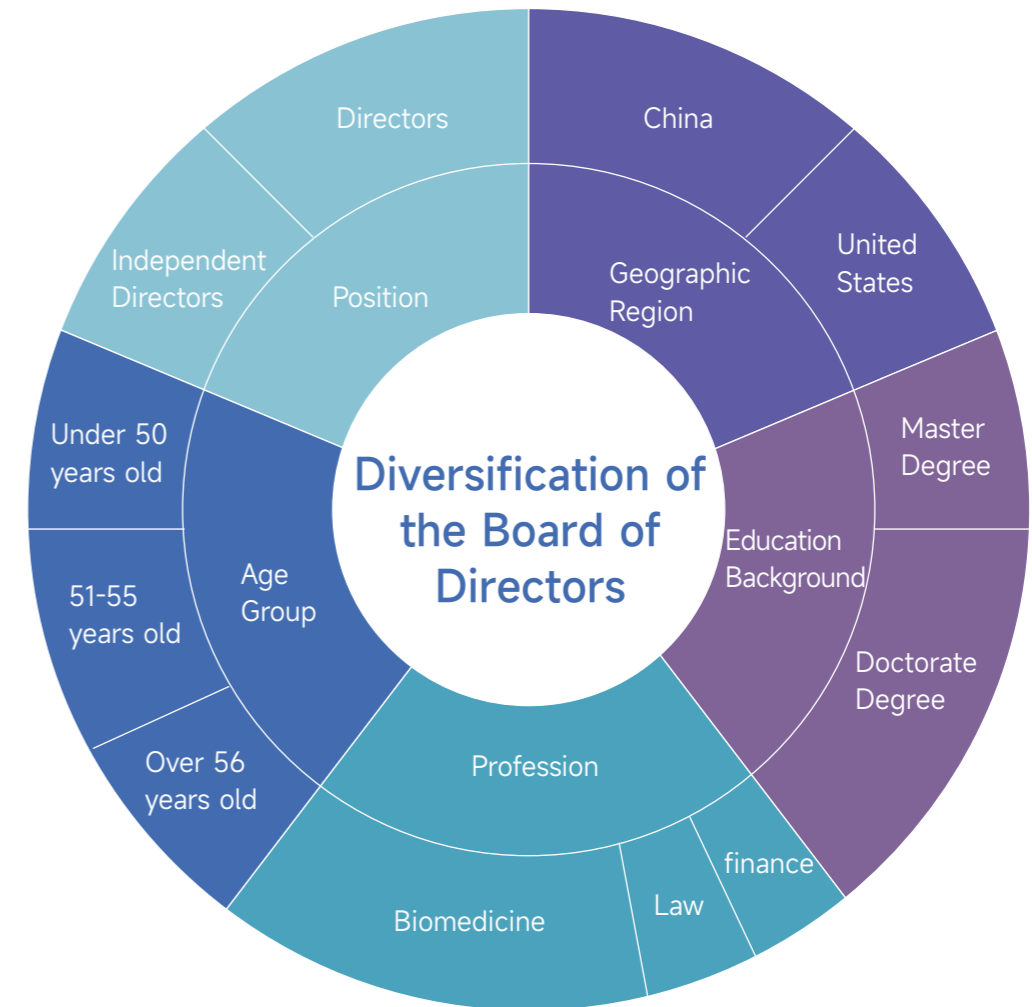 Directors
China
Independent
Directors
Position
Geographic
Region
United
States
Under 50
years old
Master
Degree
Diversification of
the Board of
Directors
Age
Group
Education
Background
51-55
years old
Doctorate
Degree
Over 56
years old
Profession
Biomedicine
Law
finance